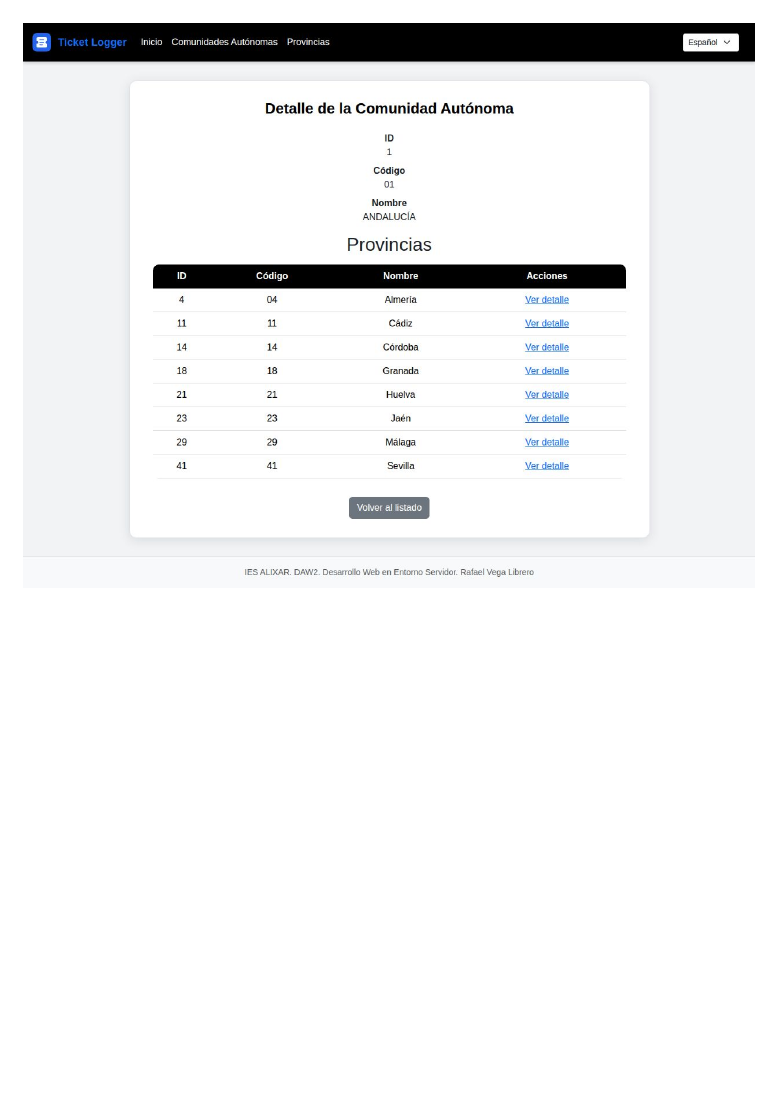 Ticket Logger Inicio Comunidades Autónomas Provincias Español
Detalle de la Comunidad Autónoma
ID
1
Código
01
Nombre
ANDALUCÍA
Provincias
ID Código Nombre Acciones
4 04 Almería Ver detalle
11 11 Cádiz Ver detalle
14 14 Córdoba Ver detalle
18 18 Granada Ver detalle
21 21 Huelva Ver detalle
23 23 Jaén Ver detalle
29 29 Málaga Ver detalle
41 41 Sevilla Ver detalle
Volver al listado
IES ALIXAR. DAW2. Desarrollo Web en Entorno Servidor. Rafael Vega Librero